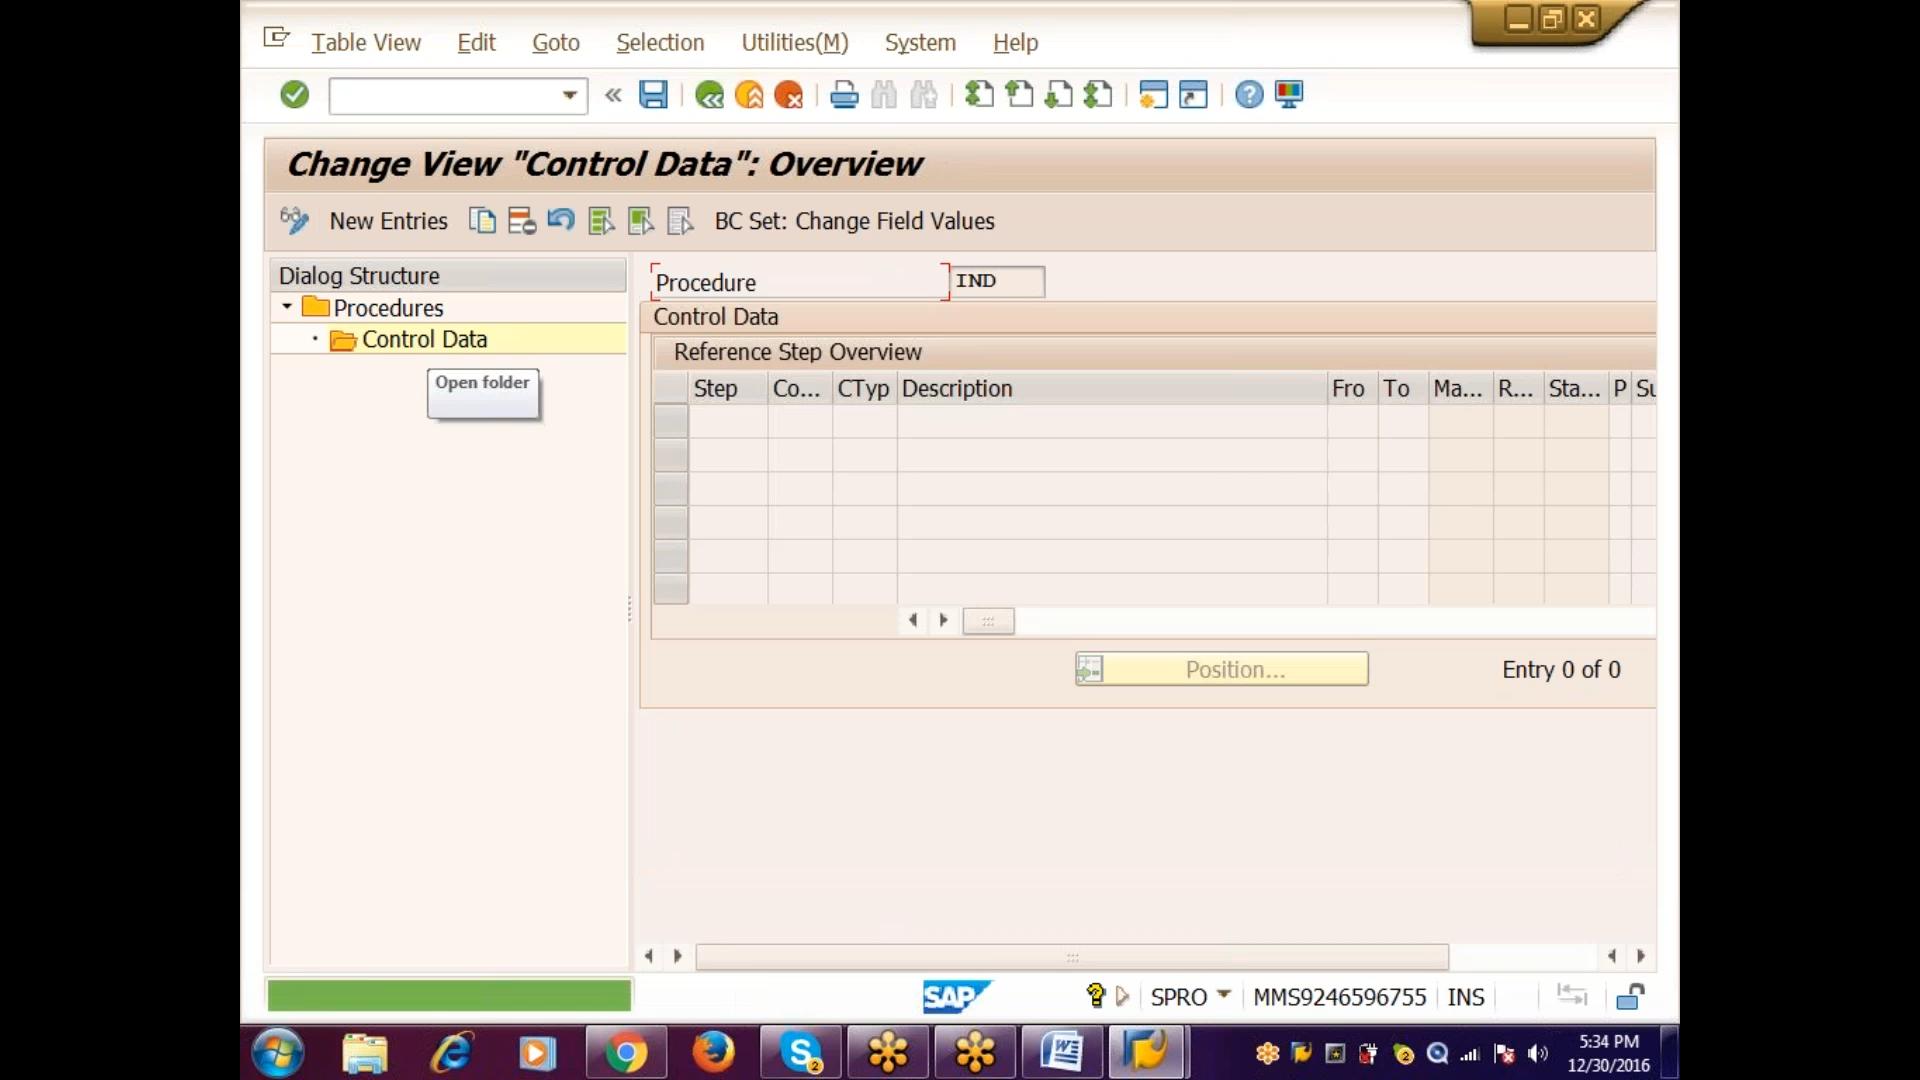 Table View Edit Goto Selection Utilities(M) System Help
Change View "Control Data": Overview
New Entries BC Set: Change Field Values
Dialog Structure
Procedures
Control Data
Open folder
Procedure IND
Control Data
Reference Step Overview
Step Co... CTyp Description Fro To Ma... R... Sta... P Su
Position... Entry 0 of 0
SAP SPRO MMS9246596755 INS
5:34 PM
12/30/2016